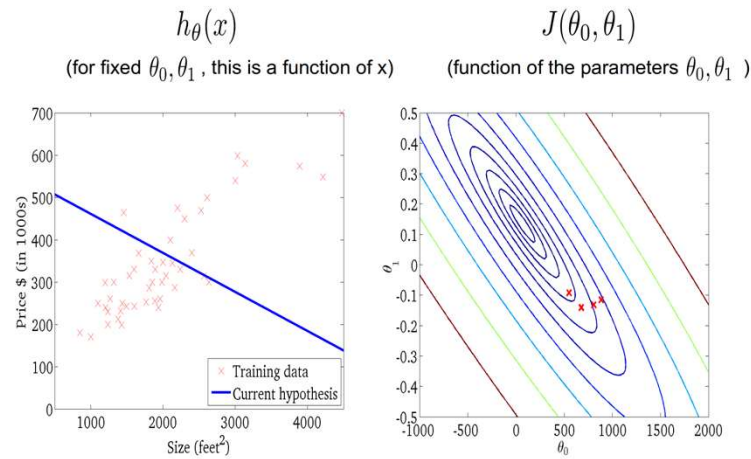 h_θ(x)
(for fixed θ₀, θ₁ , this is a function of x)
J(θ₀, θ₁)
(function of the parameters θ₀, θ₁ )
700
600
500
400
300
200
100
0
Price $ (in 1000s)
1000 2000 3000 4000
Size (feet²)
Training data
Current hypothesis
0.5
0.4
0.3
0.2
0.1
0
-0.1
-0.2
-0.3
-0.4
-0.5
θ₁
-1000 -500 0 500 1000 1500 2000
θ₀